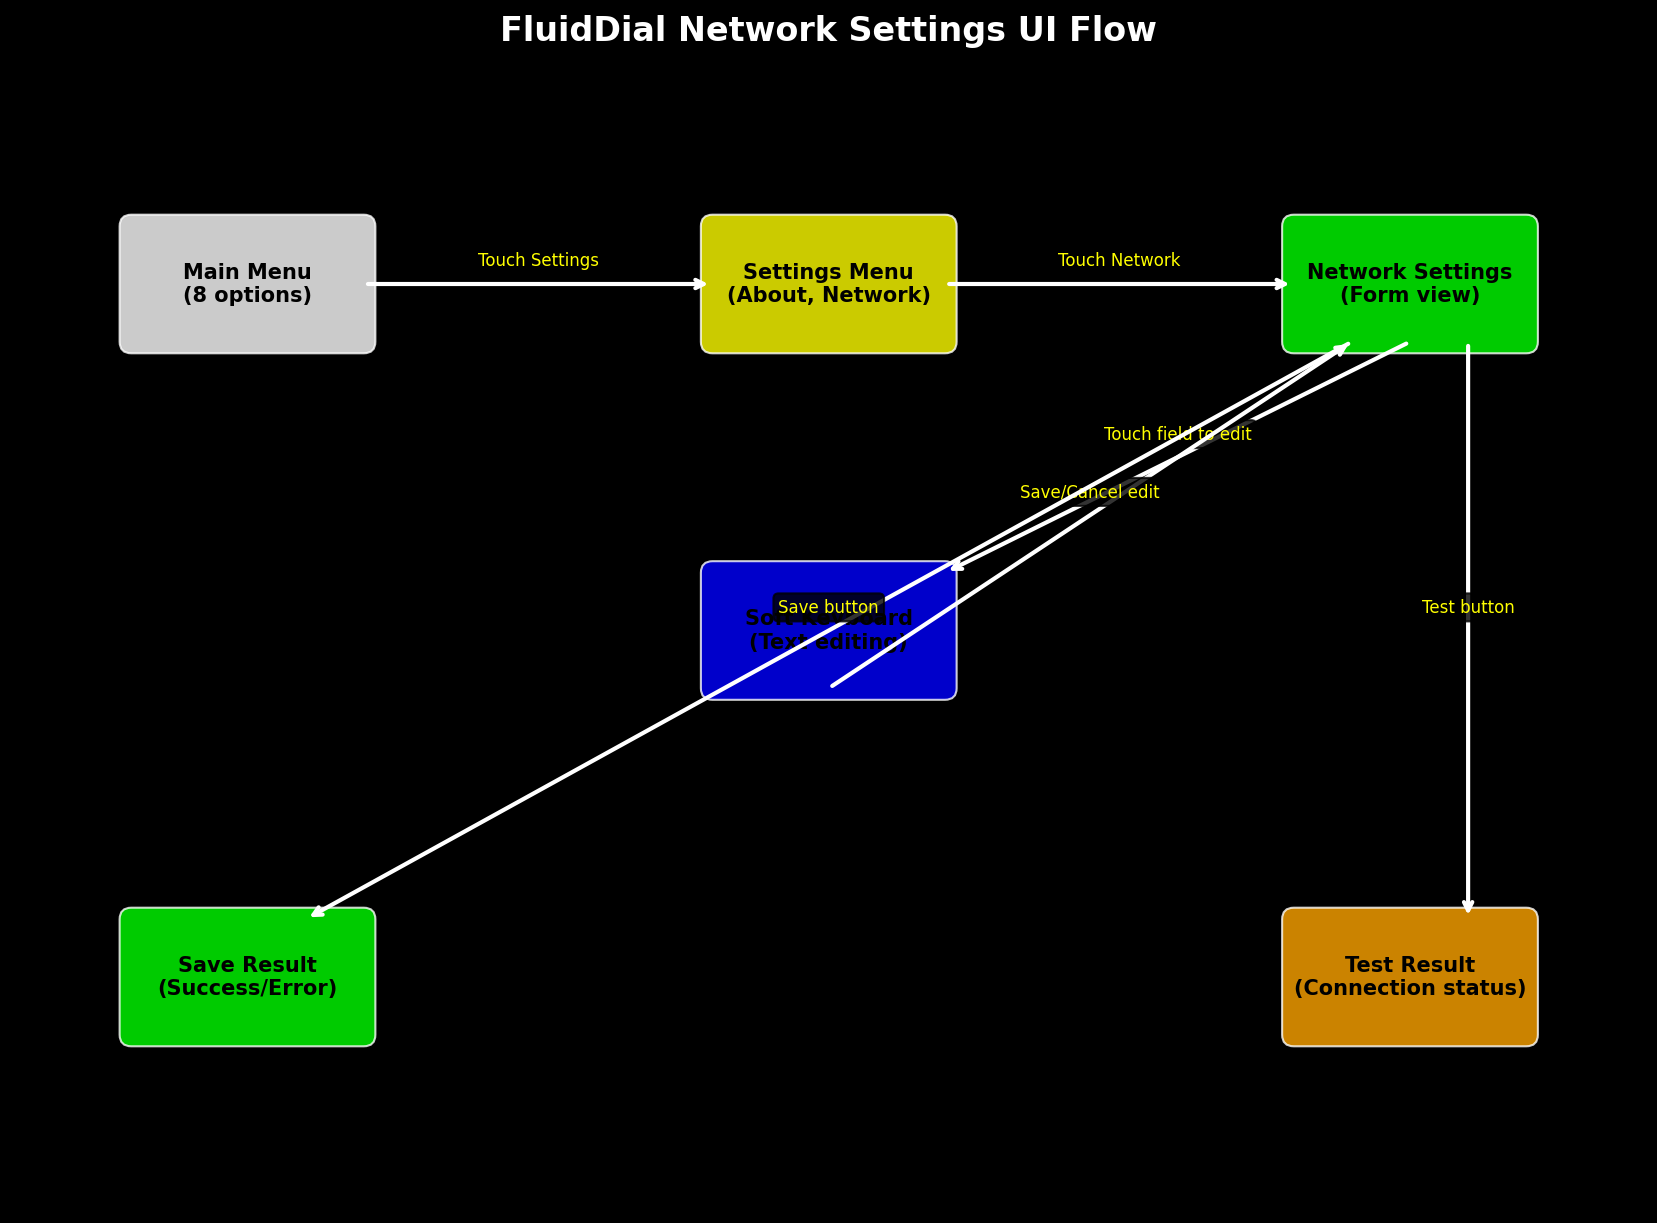 FluidDial Network Settings UI Flow
Main Menu
(8 options)
Touch Settings
Settings Menu
(About, Network)
Touch Network
Network Settings
(Form view)
Touch field to edit
Save/Cancel edit
Save button
(Text editing)
Test button
Save Result
(Success/Error)
Test Result
(Connection status)